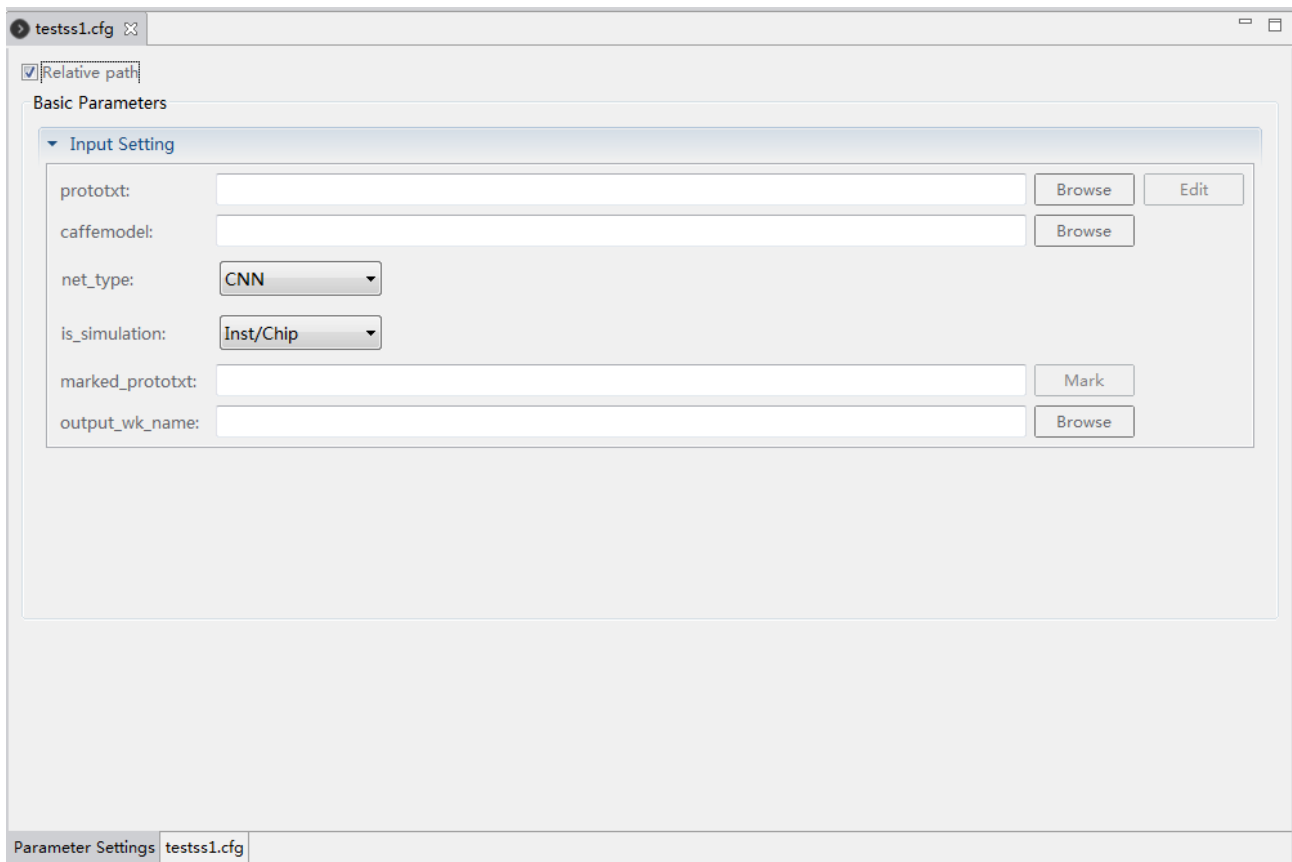 testss1.cfg
Relative path
Basic Parameters
Input Setting
prototxt: Browse Edit
caffemodel: Browse
net_type: CNN
is_simulation: Inst/Chip
marked_prototxt: Mark
output_wk_name: Browse
Parameter Settings testss1.cfg